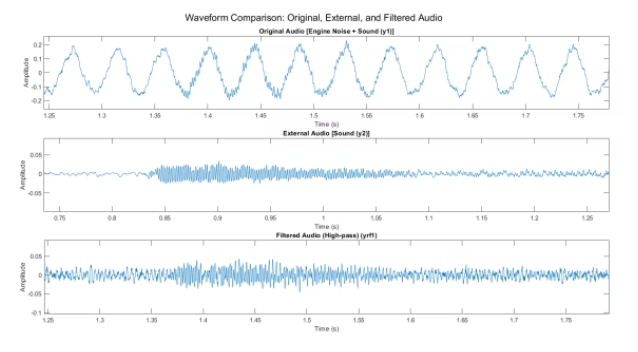 Waveform Comparison: Original, External, and Filtered Audio
Original Audio [Engine Noise + Sound (y1)]
Amplitude
0.2
0.1
0
-0.1
-0.2
1.25 1.3 1.35 1.4 1.45 1.5 1.55 1.6 1.65 1.7 1.75
Time (s)
External Audio [Sound (y2)]
Amplitude
0.05
0
-0.05
0.75 0.8 0.85 0.9 0.95 1 1.05 1.1 1.15 1.2 1.25
Time (s)
Filtered Audio (High-pass) (yrf1)
Amplitude
0.05
0
-0.05
-0.1
1.25 1.3 1.35 1.4 1.45 1.5 1.55 1.6 1.65 1.7 1.75
Time (s)